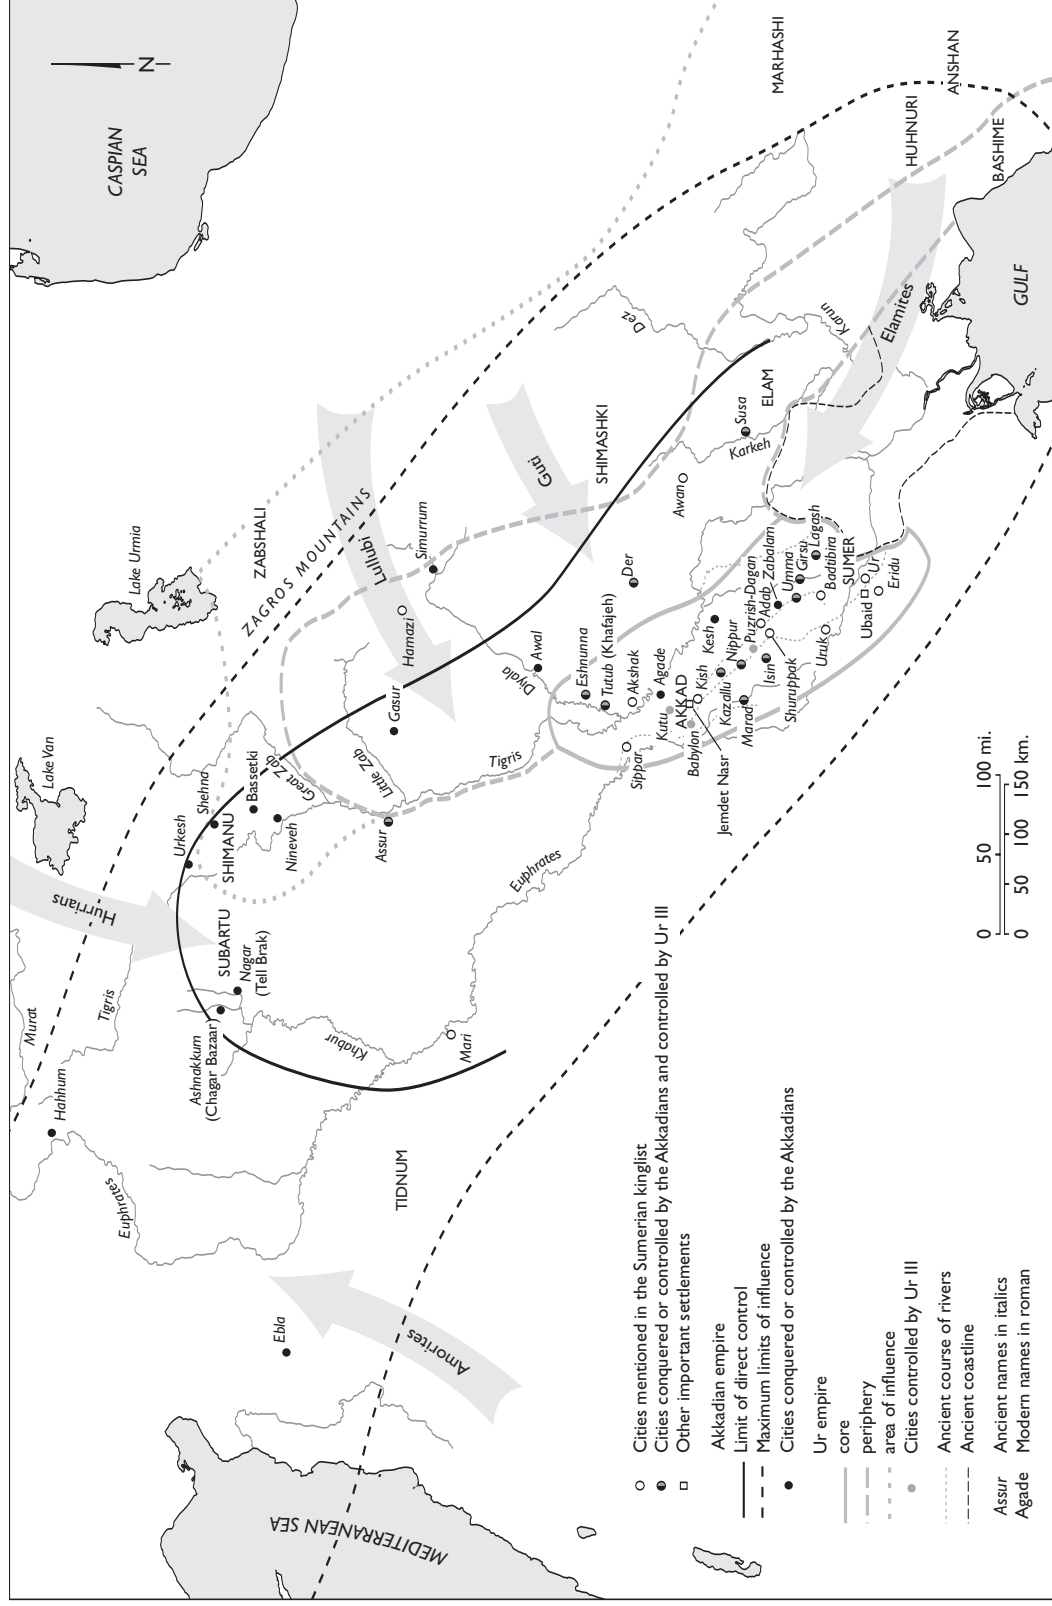 CASPIAN
SEA
N
Lake Van
Lake Urmia
MEDITERRANEAN SEA
GULF
Murat
Tigris
Euphrates
Hahhum
Hurrians
Urkesh
Shehna
SHIMANU
Bassetki
Great Zab
Nineveh
SUBARTU
Nagar
(Tell Brak)
Ashnakkum
(Chagar Bazaar)
Khabur
Mari
Euphrates
Ebla
Amorites
TIDNUM
Assur
Little Zab
Gasur
Hamazi
Lullubi
Simurrum
ZABSHALI
ZAGROS MOUNTAINS
Tigris
Diyala
Awal
Guti
SHIMASHKI
Dez
Der
Eshnunna
Tutub (Khafajeh)
Akshak
Sippar
Agade
Kutu
AKKAD
Babylon
Kish
Jemdet Nasr
Kazallu
Marad
Kesh
Nippur
Puzrish-Dagan
Isin
Adab
Shuruppak
Zabalam
Umma
Girsu
Lagash
Badtibira
SUMER
Uruk
Ubaid
Ur
Eridu
Awan
Susa
Karkeh
ELAM
Karun
Elamites
MARHASHI
HUHNURI
ANSHAN
BASHIME
Cities mentioned in the Sumerian kinglist
Cities conquered or controlled by the Akkadians and controlled by Ur III
Other important settlements
Akkadian empire
Limit of direct control
Maximum limits of influence
Cities conquered or controlled by the Akkadians
Ur empire
core
periphery
area of influence
Cities controlled by Ur III
Ancient course of rivers
Ancient coastline
Assur Ancient names in italics
Agade Modern names in roman
0 50 100 mi.
0 50 100 150 km.